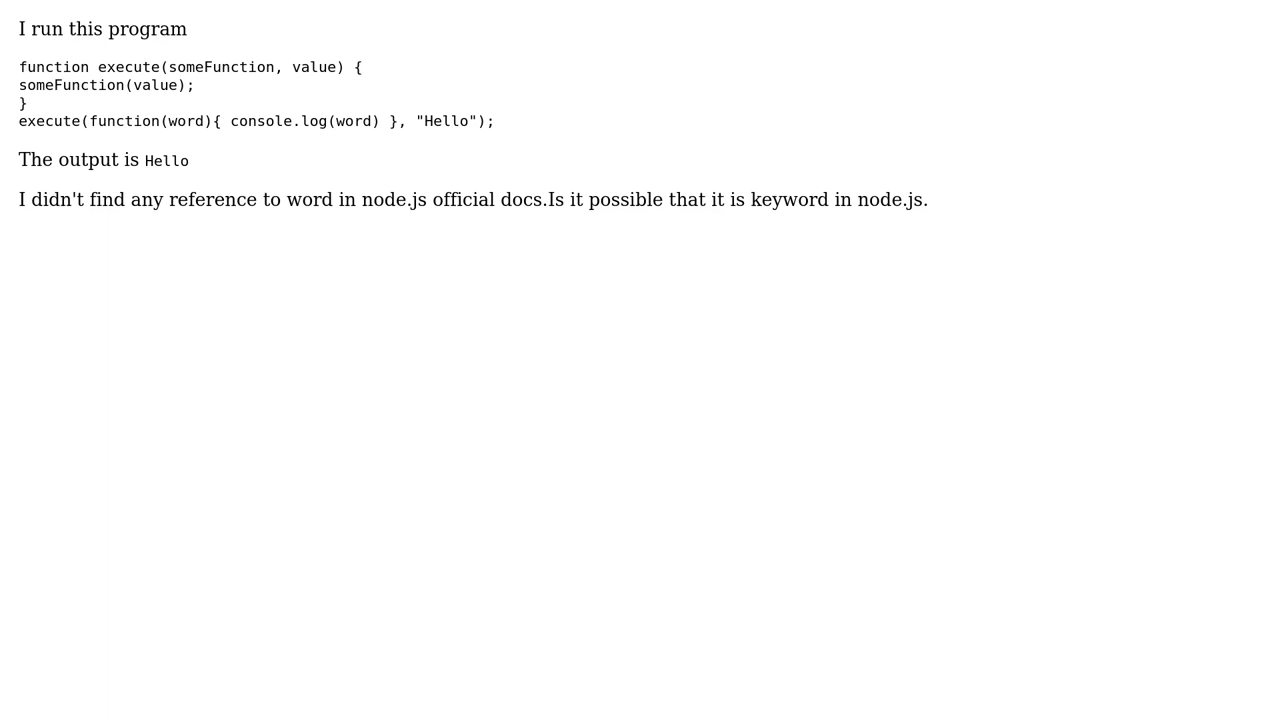 I run this program
function execute(someFunction, value) {
someFunction(value);
}
execute(function(word){ console.log(word) }, "Hello");
The output is Hello
I didn't find any reference to word in node.js official docs.Is it possible that it is keyword in node.js.